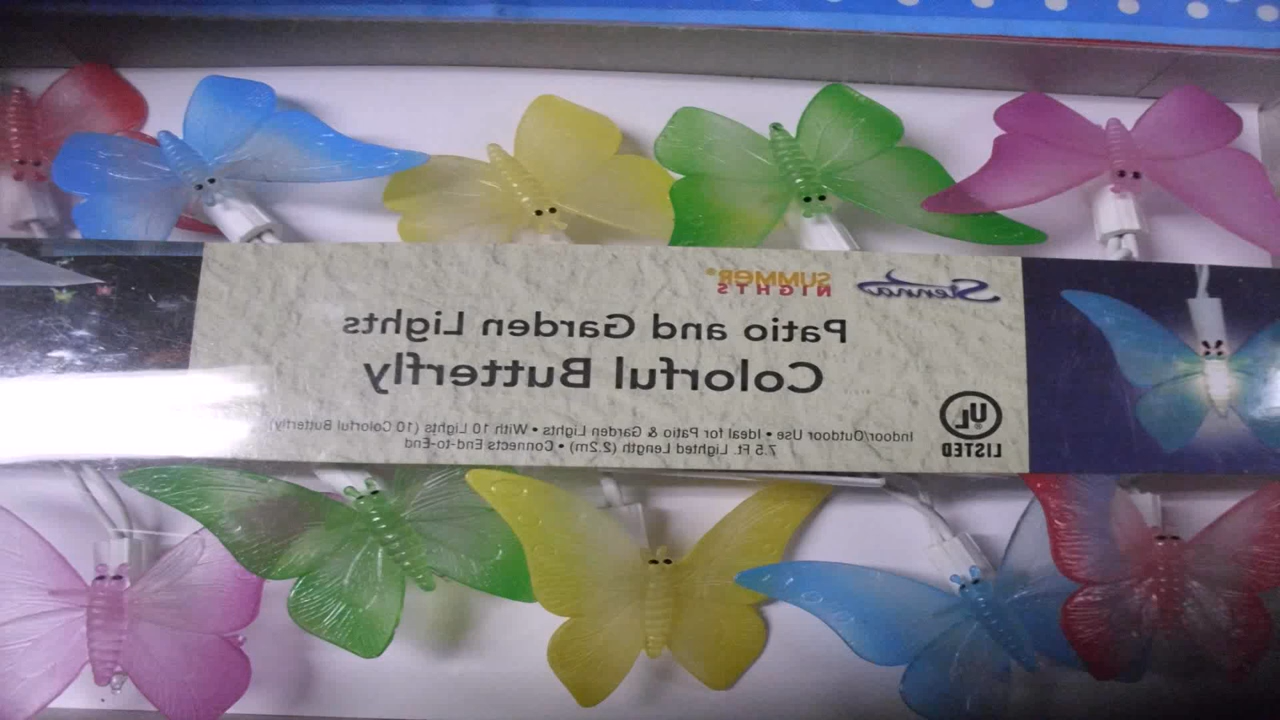 Sienna SUMMER NIGHTS®
Patio and Garden Lights
Colorful Butterfly
UL®
LISTED
Indoor/Outdoor Use • Ideal for Patio & Garden Lights • With 10 Lights (10 Colorful Butterfly)
7.5 Ft. Lighted Length (2.2m) • Connects End-to-End